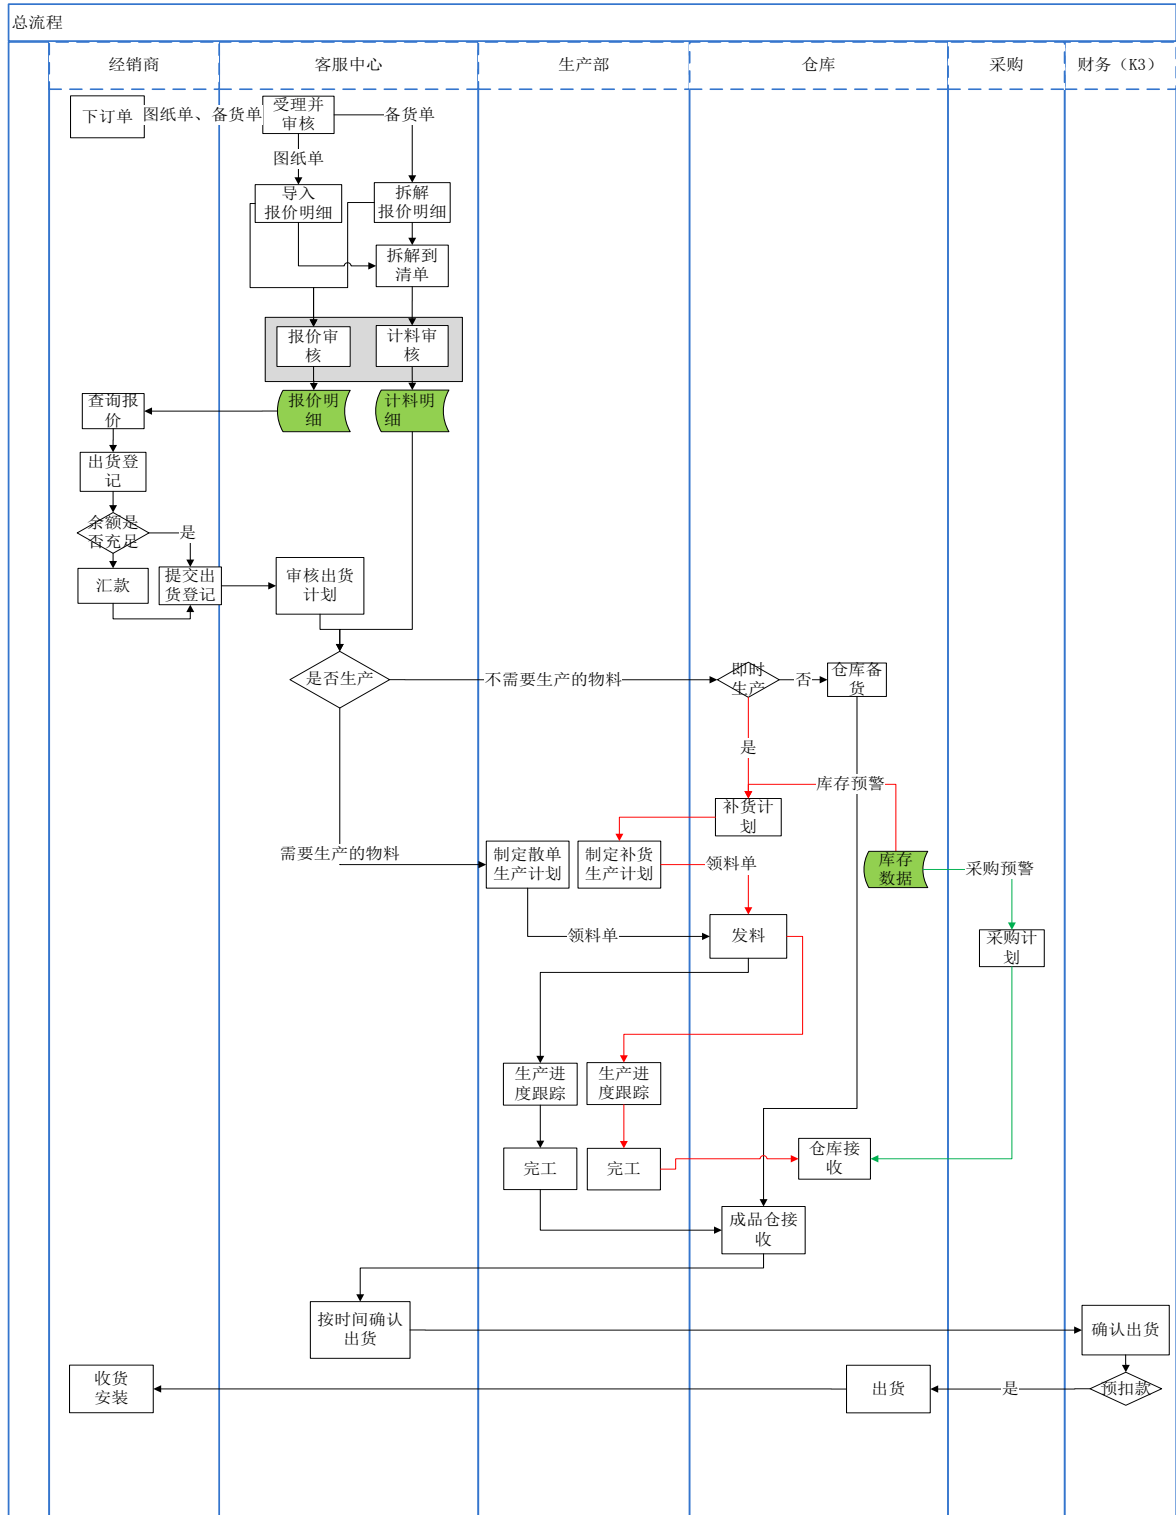 总流程
经销商
客服中心
生产部
仓库
采购
财务（K3）
下订单
图纸单、备货单
受理并
审核
备货单
图纸单
导入
报价明细
拆解
报价明细
拆解到
清单
报价审
核
计料审
核
报价明
细
计料明
细
查询报
价
出货登
记
余额是
否充足
是
汇款
提交出
货登记
审核出货
计划
是否生产
不需要生产的物料
即时
生产
否
仓库备
货
是
库存预警
补货计
划
需要生产的物料
制定散单
生产计划
制定补货
生产计划
领料单
库存
数据
采购预警
领料单
发料
采购计
划
生产进
度跟踪
生产进
度跟踪
完工
完工
仓库接
收
成品仓接
收
按时间确认
出货
确认出货
收货
安装
出货
是
预扣款